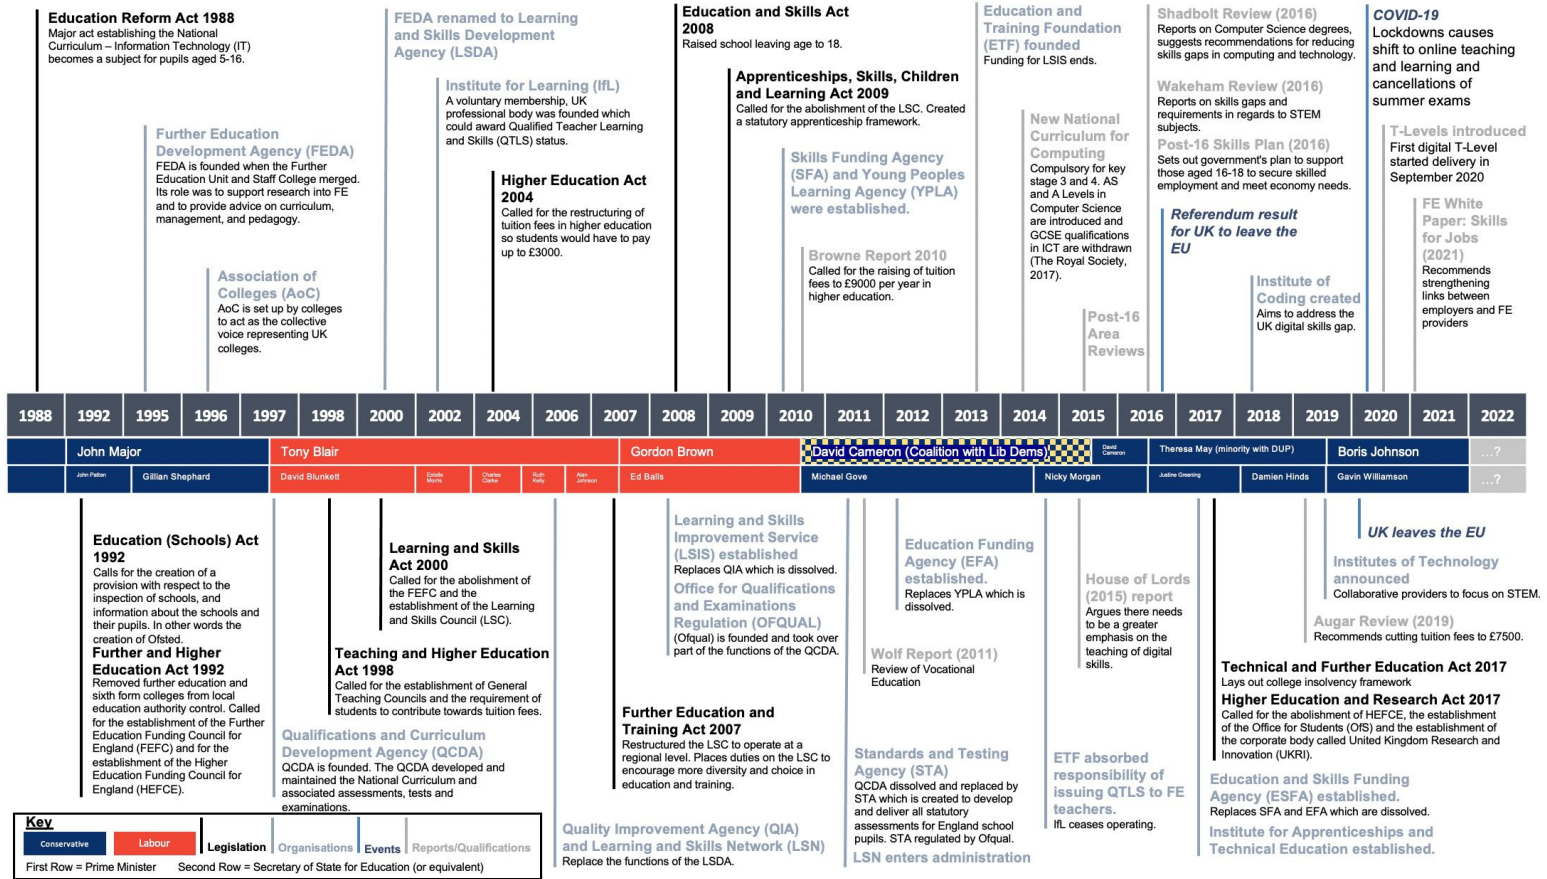 Education Reform Act 1988
Major act establishing the National
Curriculum – Information Technology (IT)
becomes a subject for pupils aged 5-16.
Further Education
Development Agency (FEDA)
FEDA is founded when the Further
Education Unit and Staff College merged.
Its role was to support research into FE
and to provide advice on curriculum,
management, and pedagogy.
Association of
Colleges (AoC)
AoC is set up by colleges
to act as the collective
voice representing UK
colleges.
FEDA renamed to Learning
and Skills Development
Agency (LSDA)
Institute for Learning (IfL)
A voluntary membership, UK
professional body was founded which
could award Qualified Teacher Learning
and Skills (QTLS) status.
Higher Education Act
2004
Called for the restructuring of
tuition fees in higher education
so students would have to pay
up to £3000.
Education and Skills Act
2008
Raised school leaving age to 18.
Apprenticeships, Skills, Children
and Learning Act 2009
Called for the abolishment of the LSC. Created
a statutory apprenticeship framework.
Skills Funding Agency
(SFA) and Young Peoples
Learning Agency (YPLA)
were established.
Browne Report 2010
Called for the raising of tuition
fees to £9000 per year in
higher education.
Education and
Training Foundation
(ETF) founded
Funding for LSIS ends.
New National
Curriculum for
Computing
Compulsory for key
stage 3 and 4. AS
and A Levels in
Computer Science
are introduced and
GCSE qualifications
in ICT are withdrawn
(The Royal Society,
2017).
Post-16
Area
Reviews
Shadbolt Review (2016)
Reports on Computer Science degrees,
suggests recommendations for reducing
skills gaps in computing and technology.
Wakeham Review (2016)
Reports on skills gaps and
requirements in regards to STEM
subjects.
Post-16 Skills Plan (2016)
Sets out government's plan to support
those aged 16-18 to secure skilled
employment and meet economy needs.
Referendum result
for UK to leave the
EU
Institute of
Coding created
Aims to address the
UK digital skills gap.
COVID-19
Lockdowns causes
shift to online teaching
and learning and
cancellations of
summer exams
T-Levels introduced
First digital T-Level
started delivery in
September 2020
FE White
Paper: Skills
for Jobs
(2021)
Recommends
strengthening
links between
employers and FE
providers
1988 1992 1995 1996 1997 1998 2000 2002 2004 2006 2007 2008 2009 2010 2011 2012 2013 2014 2015 2016 2017 2018 2019 2020 2021 2022
John Major Tony Blair Gordon Brown David Cameron (Coalition with Lib Dems) David Cameron Theresa May (minority with DUP) Boris Johnson ...?
John Patten Gillian Shephard David Blunkett Estelle Morris Charles Clarke Ruth Kelly Alan Johnson Ed Balls Michael Gove Nicky Morgan Justine Greening Damien Hinds Gavin Williamson ...?
Education (Schools) Act
1992
Calls for the creation of a
provision with respect to the
inspection of schools, and
information about the schools and
their pupils. In other words the
creation of Ofsted.
Further and Higher
Education Act 1992
Removed further education and
sixth form colleges from local
education authority control. Called
for the establishment of the Further
Education Funding Council for
England (FEFC) and for the
establishment of the Higher
Education Funding Council for
England (HEFCE).
Learning and Skills
Act 2000
Called for the abolishment of
the FEFC and the
establishment of the Learning
and Skills Council (LSC).
Teaching and Higher Education
Act 1998
Called for the establishment of General
Teaching Councils and the requirement of
students to contribute towards tuition fees.
Qualifications and Curriculum
Development Agency (QCDA)
QCDA is founded. The QCDA developed and
maintained the National Curriculum and
associated assessments, tests and
examinations.
Learning and Skills
Improvement Service
(LSIS) established
Replaces QIA which is dissolved.
Office for Qualifications
and Examinations
Regulation (OFQUAL)
(Ofqual) is founded and took over
part of the functions of the QCDA.
Further Education and
Training Act 2007
Restructured the LSC to operate at a
regional level. Places duties on the LSC to
encourage more diversity and choice in
education and training.
Quality Improvement Agency (QIA)
and Learning and Skills Network (LSN)
Replace the functions of the LSDA.
Education Funding
Agency (EFA)
established.
Replaces YPLA which is
dissolved.
Wolf Report (2011)
Review of Vocational
Education
Standards and Testing
Agency (STA)
QCDA dissolved and replaced by
STA which is created to develop
and deliver all statutory
assessments for England school
pupils. STA regulated by Ofqual.
LSN enters administration
House of Lords
(2015) report
Argues there needs
to be a greater
emphasis on the
teaching of digital
skills.
ETF absorbed
responsibility of
issuing QTLS to FE
teachers.
IfL ceases operating.
UK leaves the EU
Institutes of Technology
announced
Collaborative providers to focus on STEM.
Augar Review (2019)
Recommends cutting tuition fees to £7500.
Technical and Further Education Act 2017
Lays out college insolvency framework
Higher Education and Research Act 2017
Called for the abolishment of HEFCE, the establishment
of the Office for Students (OfS) and the establishment of
the corporate body called United Kingdom Research and
Innovation (UKRI).
Education and Skills Funding
Agency (ESFA) established.
Replaces SFA and EFA which are dissolved.
Institute for Apprenticeships and
Technical Education established.
Key
Conservative Labour Legislation Organisations Events Reports/Qualifications
First Row = Prime Minister Second Row = Secretary of State for Education (or equivalent)